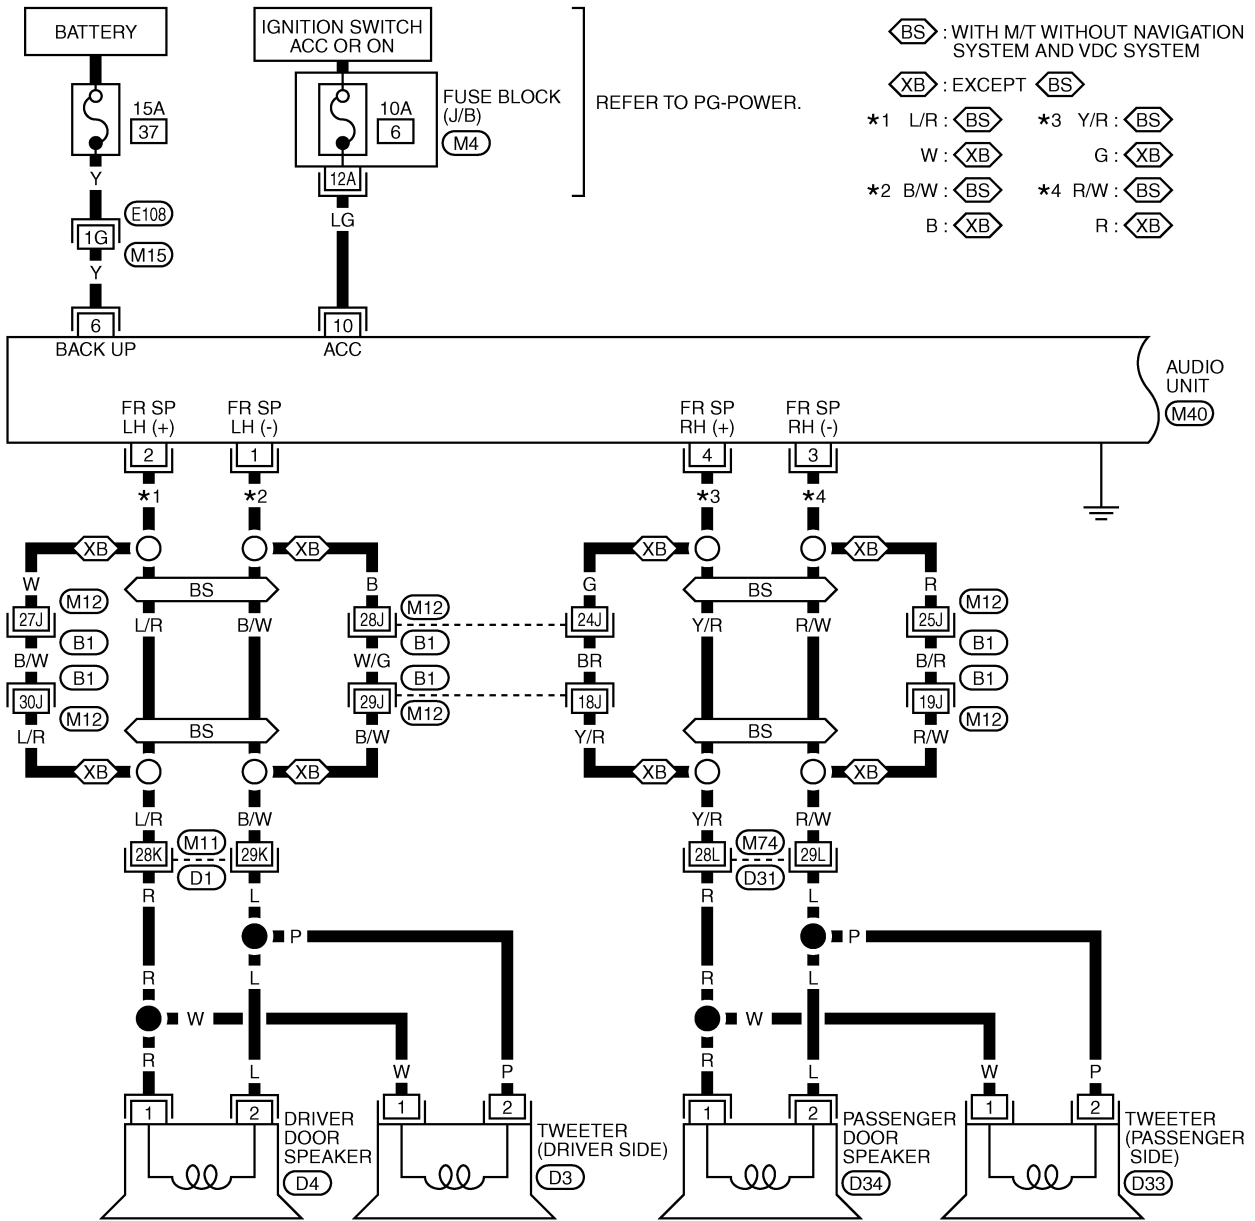 BATTERY
IGNITION SWITCH
ACC OR ON
BS : WITH M/T WITHOUT NAVIGATION
SYSTEM AND VDC SYSTEM
XB : EXCEPT BS
15A
37
10A
6
FUSE BLOCK
(J/B)
M4
REFER TO PG-POWER.
*1 L/R : BS
*3 Y/R : BS
W : XB
G : XB
*2 B/W : BS
*4 R/W : BS
B : XB
R : XB
Y
12A
E108
LG
1G
M15
Y
6
10
BACK UP
ACC
AUDIO
UNIT
M40
FR SP
LH (+)
FR SP
LH (-)
FR SP
RH (+)
FR SP
RH (-)
2
1
4
3
*1
*2
*3
*4
XB
XB
XB
XB
W
BS
B
G
BS
R
M12
M12
M12
27J
L/R
B/W
28J
24J
Y/R
R/W
25J
B1
B1
B1
B/W
W/G
BR
B/R
B1
B1
B1
30J
29J
18J
19J
M12
M12
M12
L/R
BS
B/W
Y/R
BS
R/W
XB
XB
XB
XB
L/R
B/W
Y/R
R/W
M11
M74
28K
29K
28L
29L
D1
D31
R
L
R
L
P
P
R
L
R
L
W
W
R
L
W
P
R
L
W
P
1
2
1
2
1
2
1
2
DRIVER
DOOR
SPEAKER
D4
TWEETER
(DRIVER SIDE)
D3
PASSENGER
DOOR
SPEAKER
D34
TWEETER
(PASSENGER
SIDE)
D33